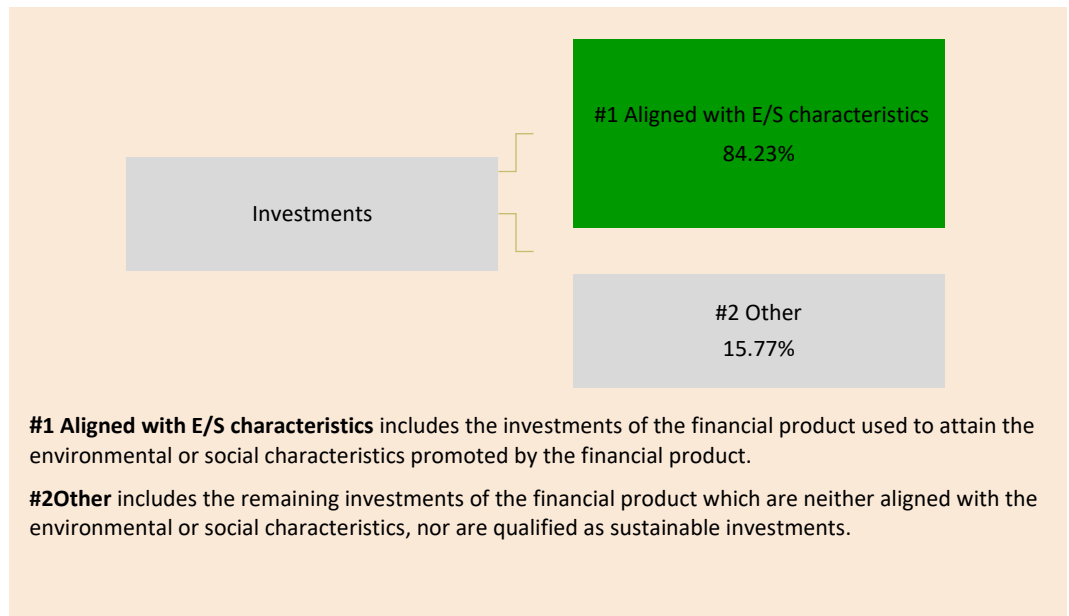 #1 Aligned with E/S characteristics
84.23%
Investments
#2 Other
15.77%
#1 Aligned with E/S characteristics includes the investments of the financial product used to attain the
environmental or social characteristics promoted by the financial product.
#2Other includes the remaining investments of the financial product which are neither aligned with the
environmental or social characteristics, nor are qualified as sustainable investments.